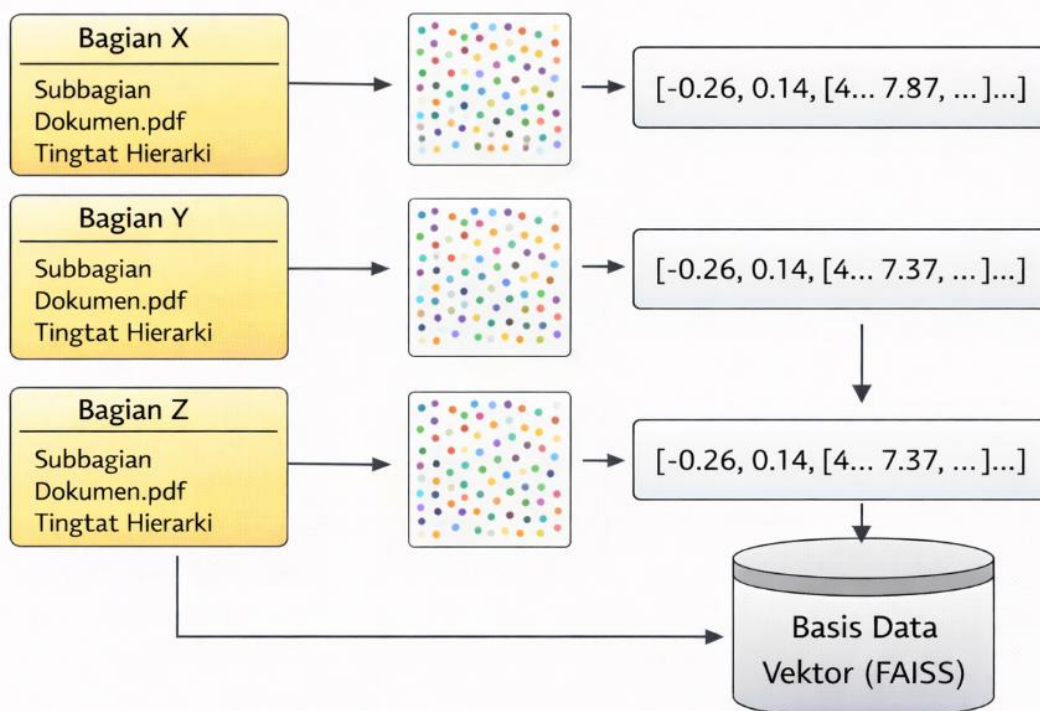 Bagian X
Subbagian
Dokumen.pdf
Tingtat Hierarki
[-0.26, 0.14, [4... 7.87, ...]...]
Bagian Y
Subbagian
Dokumen.pdf
Tingtat Hierarki
[-0.26, 0.14, [4... 7.37, ...]...]
Bagian Z
Subbagian
Dokumen.pdf
Tingtat Hierarki
[-0.26, 0.14, [4... 7.37, ...]...]
Basis Data
Vektor (FAISS)